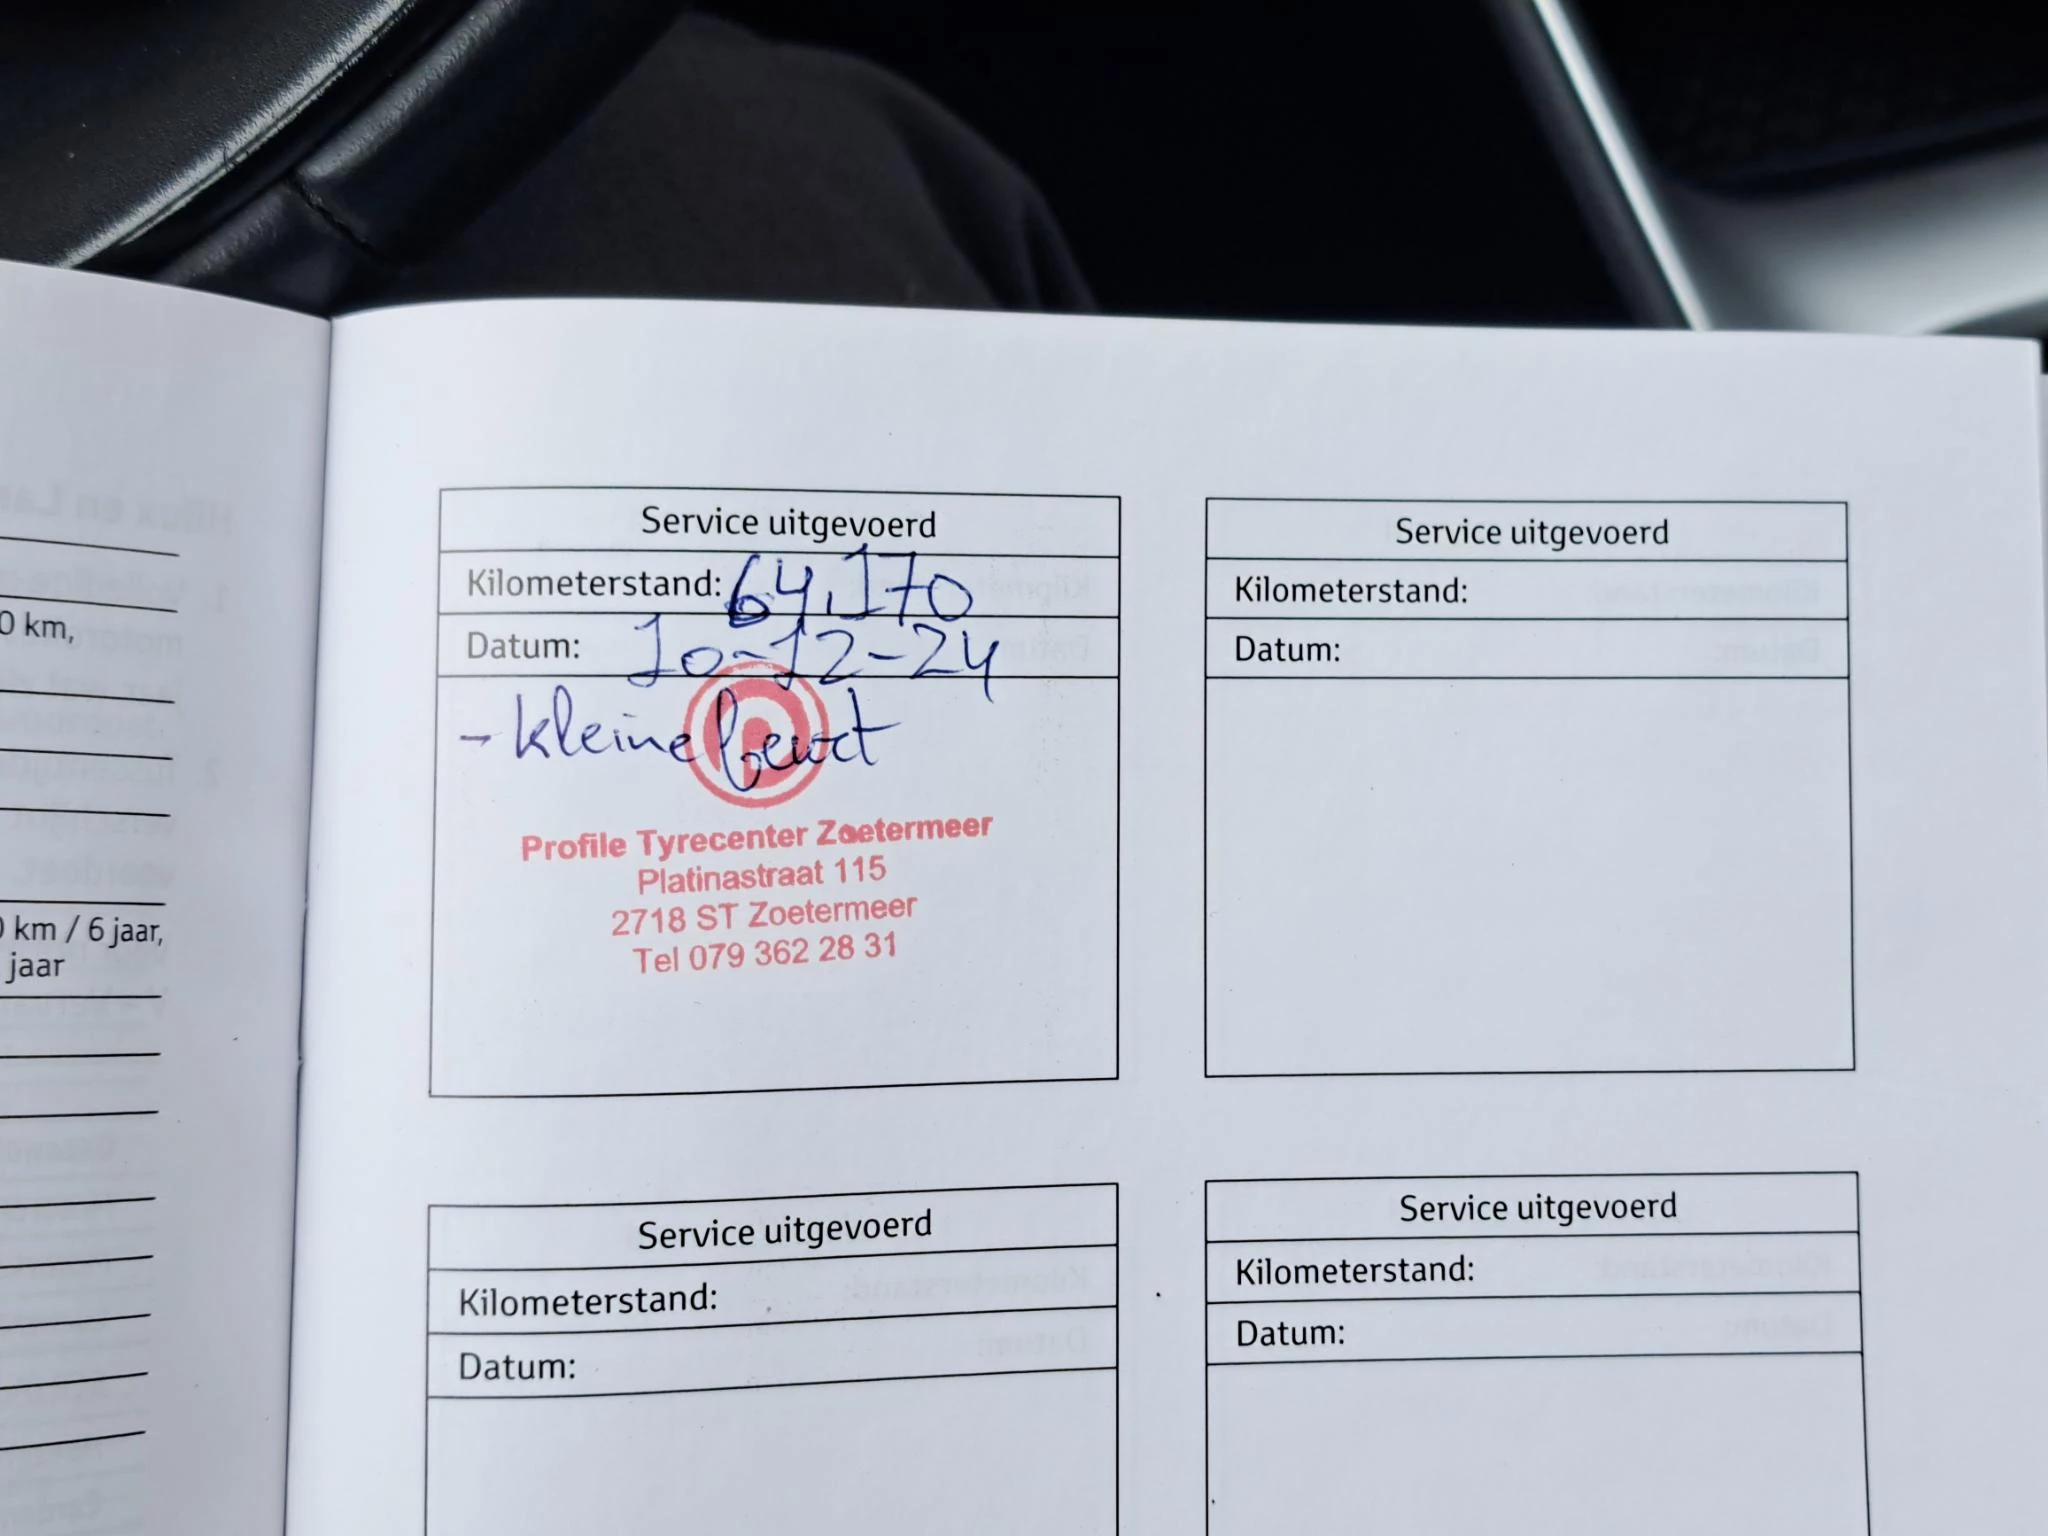 0 km,
0 km / 6 jaar,
jaar
Service uitgevoerd
Kilometerstand: 64.170
Datum: 10-12-24
- kleine beurt
Profile Tyrecenter Zoetermeer
Platinastraat 115
2718 ST Zoetermeer
Tel 079 362 28 31
Service uitgevoerd
Kilometerstand:
Datum:
Service uitgevoerd
Kilometerstand:
Datum:
Service uitgevoerd
Kilometerstand:
Datum: